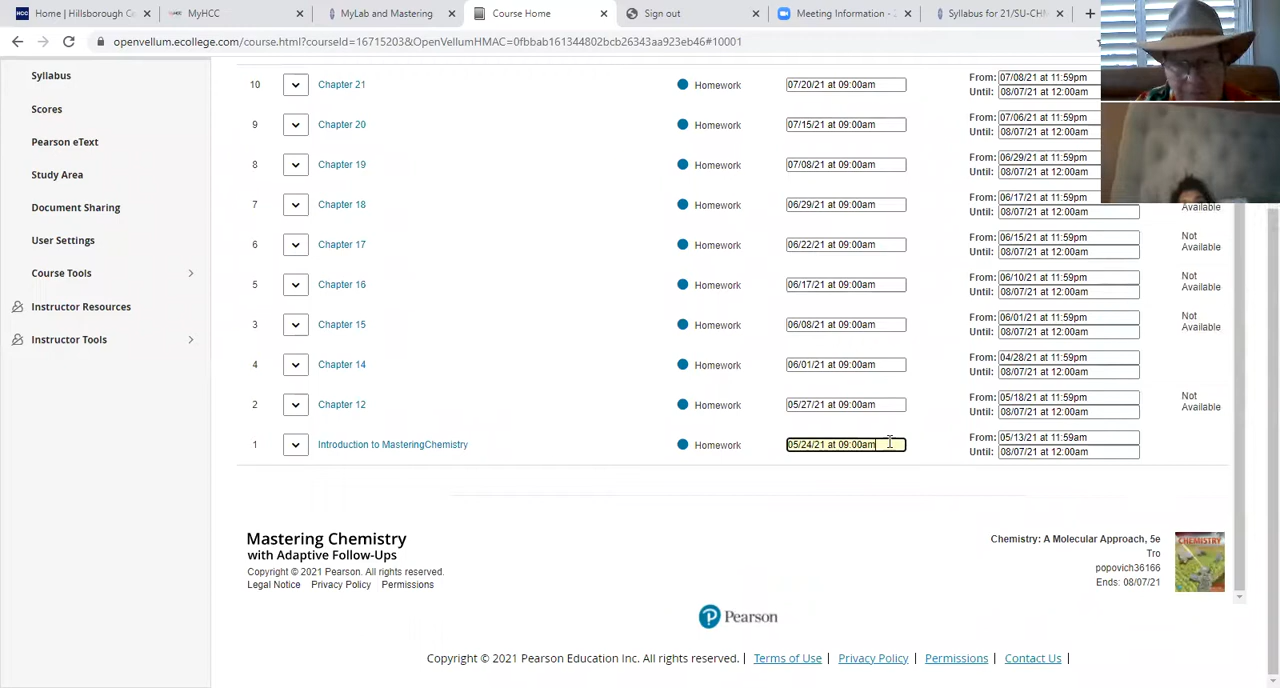 Home | Hillsborough C
MyHCC
MyLab and Mastering
Course Home
Sign out
Meeting Information - Z
Syllabus for 21/SU-CHM
openvellum.ecollege.com/course.html?courseId=16715203&OpenVellumHMAC=0fbbab161344802bcb26343aa923eb46#10001
Syllabus
Scores
Pearson eText
Study Area
Document Sharing
User Settings
Course Tools
Instructor Resources
Instructor Tools
10 Chapter 21 Homework 07/20/21 at 09:00am From: 07/08/21 at 11:59pm
Until: 08/07/21 at 12:00am
9 Chapter 20 Homework 07/15/21 at 09:00am From: 07/06/21 at 11:59pm
Until: 08/07/21 at 12:00am
8 Chapter 19 Homework 07/08/21 at 09:00am From: 06/29/21 at 11:59pm
Until: 08/07/21 at 12:00am
7 Chapter 18 Homework 06/29/21 at 09:00am From: 06/17/21 at 11:59pm
Until: 08/07/21 at 12:00am Available
6 Chapter 17 Homework 06/22/21 at 09:00am From: 06/15/21 at 11:59pm Not
Until: 08/07/21 at 12:00am Available
5 Chapter 16 Homework 06/17/21 at 09:00am From: 06/10/21 at 11:59pm Not
Until: 08/07/21 at 12:00am Available
3 Chapter 15 Homework 06/08/21 at 09:00am From: 06/01/21 at 11:59pm Not
Until: 08/07/21 at 12:00am Available
4 Chapter 14 Homework 06/01/21 at 09:00am From: 04/28/21 at 11:59pm
Until: 08/07/21 at 12:00am
2 Chapter 12 Homework 05/27/21 at 09:00am From: 05/18/21 at 11:59pm Not
Until: 08/07/21 at 12:00am Available
1 Introduction to MasteringChemistry Homework 05/24/21 at 09:00am From: 05/13/21 at 11:59am
Until: 08/07/21 at 12:00am
Mastering Chemistry
with Adaptive Follow-Ups
Copyright © 2021 Pearson. All rights reserved.
Legal Notice Privacy Policy Permissions
Chemistry: A Molecular Approach, 5e
Tro
popovich36166
Ends: 08/07/21
CHEMISTRY
Pearson
Copyright © 2021 Pearson Education Inc. All rights reserved. | Terms of Use | Privacy Policy | Permissions | Contact Us |